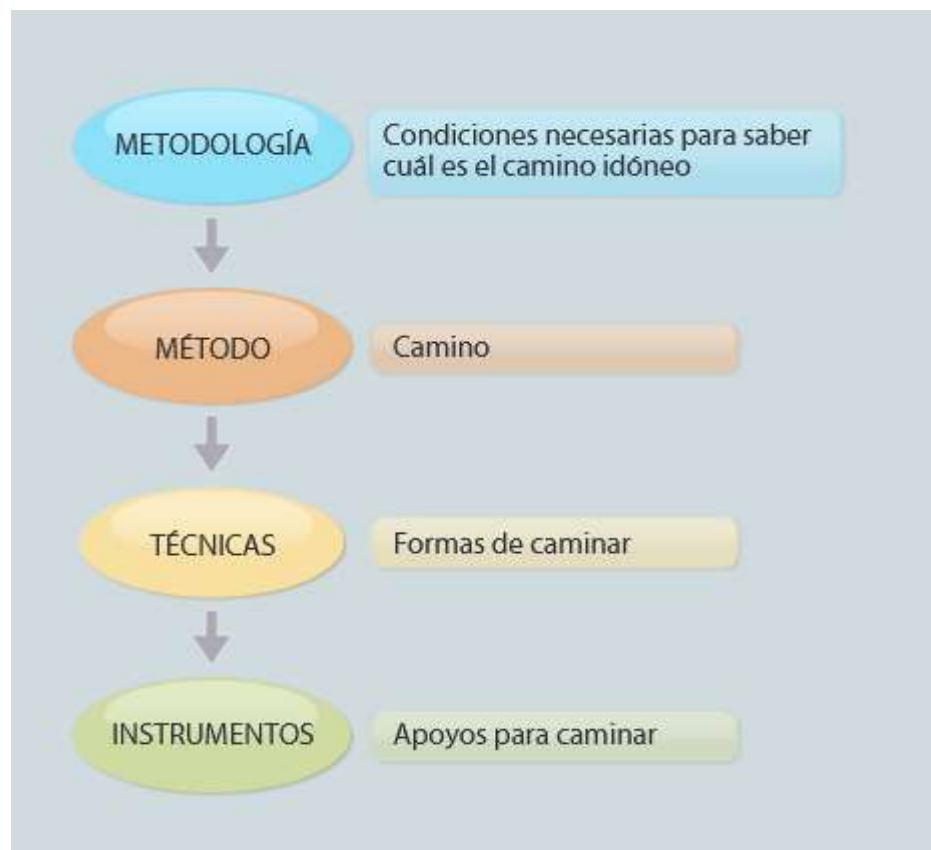 METODOLOGÍA
Condiciones necesarias para saber
cuál es el camino idóneo
MÉTODO
Camino
TÉCNICAS
Formas de caminar
INSTRUMENTOS
Apoyos para caminar